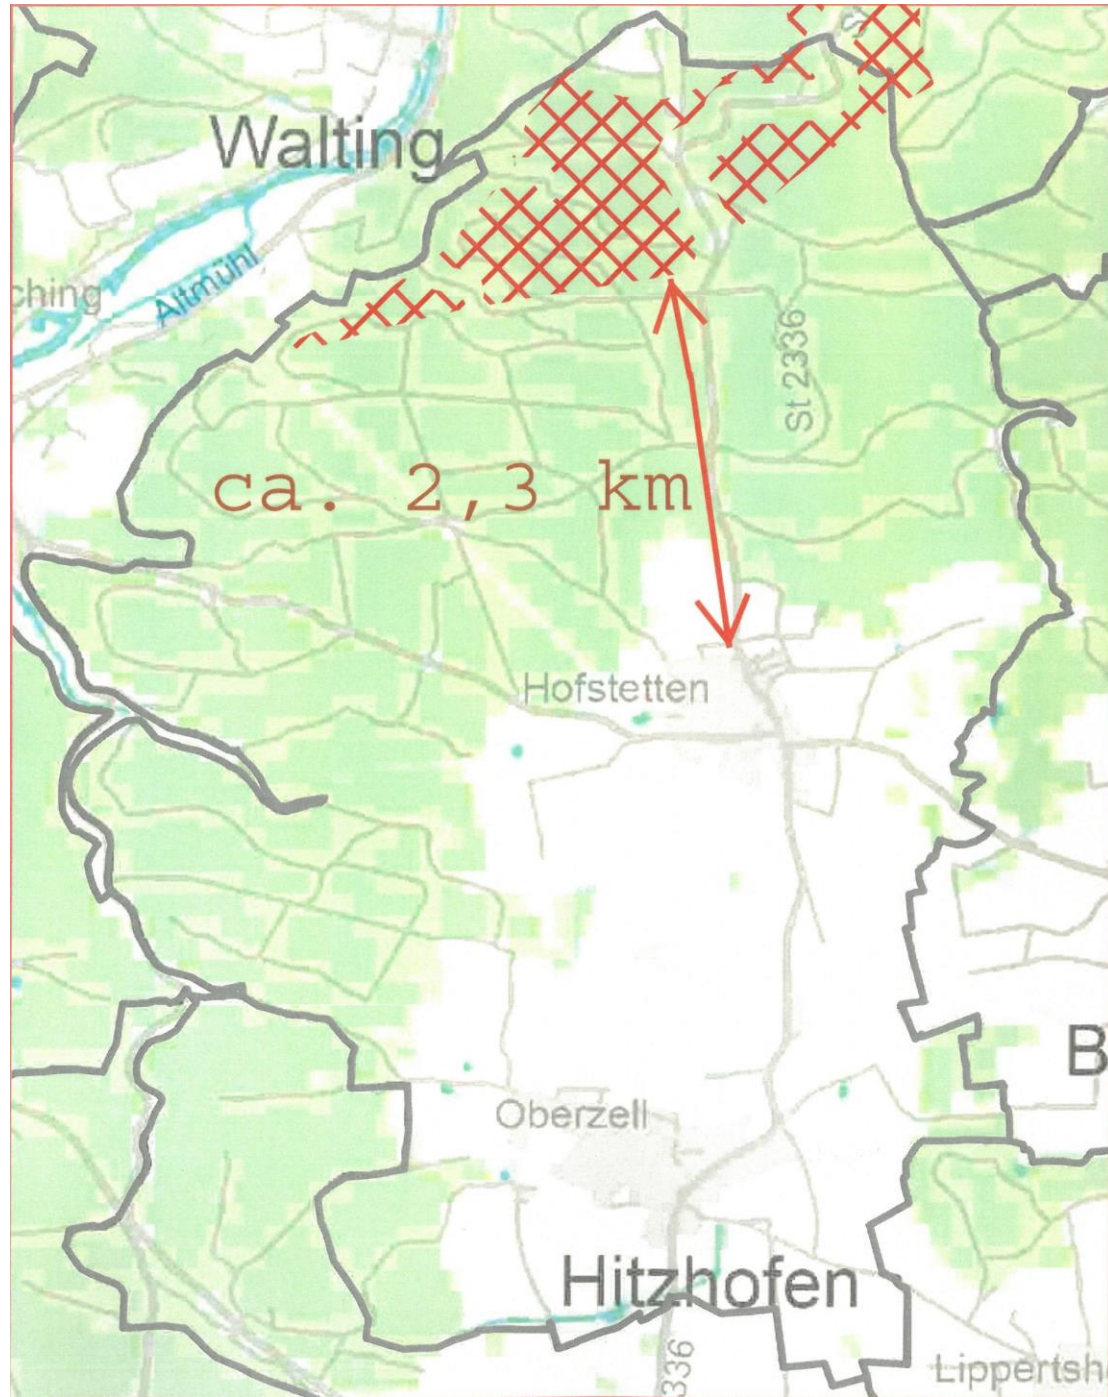 Walting
ching
Altmühl
St 2336
ca. 2,3 km
Hofstetten
B
Oberzell
Hitzhofen
336
Lippertsh